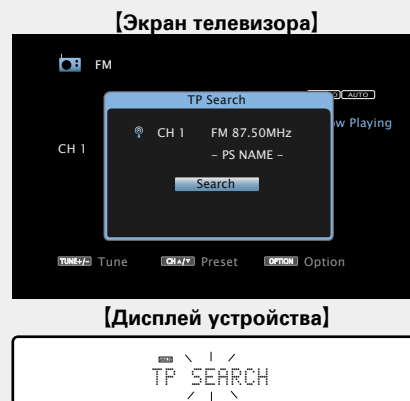 【Экран телевизора】
FM
AUTO
TP Search
CH 1 FM 87.50MHz
ow Playing
CH 1
– PS NAME –
Search
TUNE+/– Tune CH▲/▼ Preset OPTION Option
【Дисплей устройства】
TP SEARCH